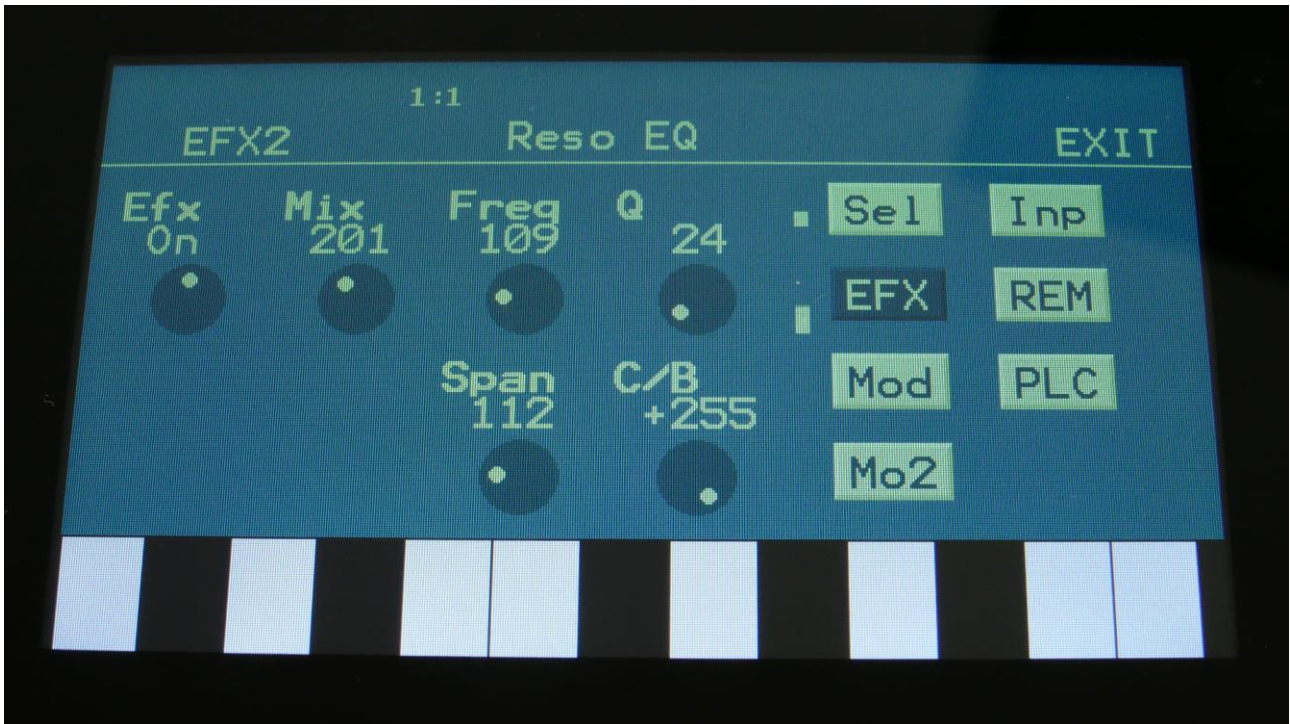 1:1
EFX2 Reso EQ EXIT
Efx Mix Freq Q Sel Inp
On 201 109 24
EFX REM
Span C/B Mod PLC
112 +255
Mo2